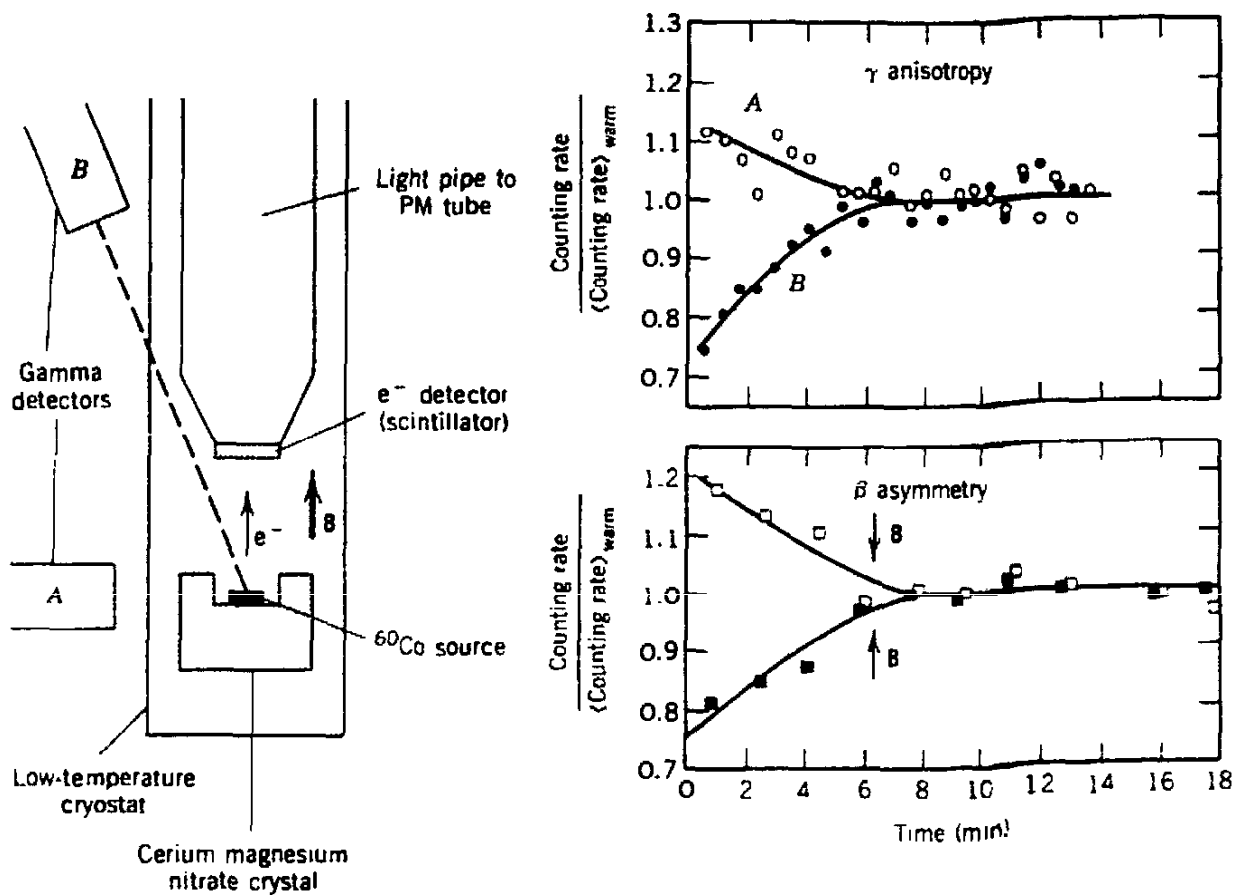 B
Light pipe to
PM tube
Gamma
detectors
e⁻ detector
(scintillator)
B
e⁻
A
⁶⁰Co source
Low-temperature
cryostat
Cerium magnesium
nitrate crystal
γ anisotropy
A
B
Counting rate
⟨Counting rate⟩warm
1.3
1.2
1.1
1.0
0.9
0.8
0.7
β asymmetry
B
B
Counting rate
⟨Counting rate⟩warm
1.2
1.1
1.0
0.9
0.8
0.7
0 2 4 6 8 10 12 14 16 18
Time (min)